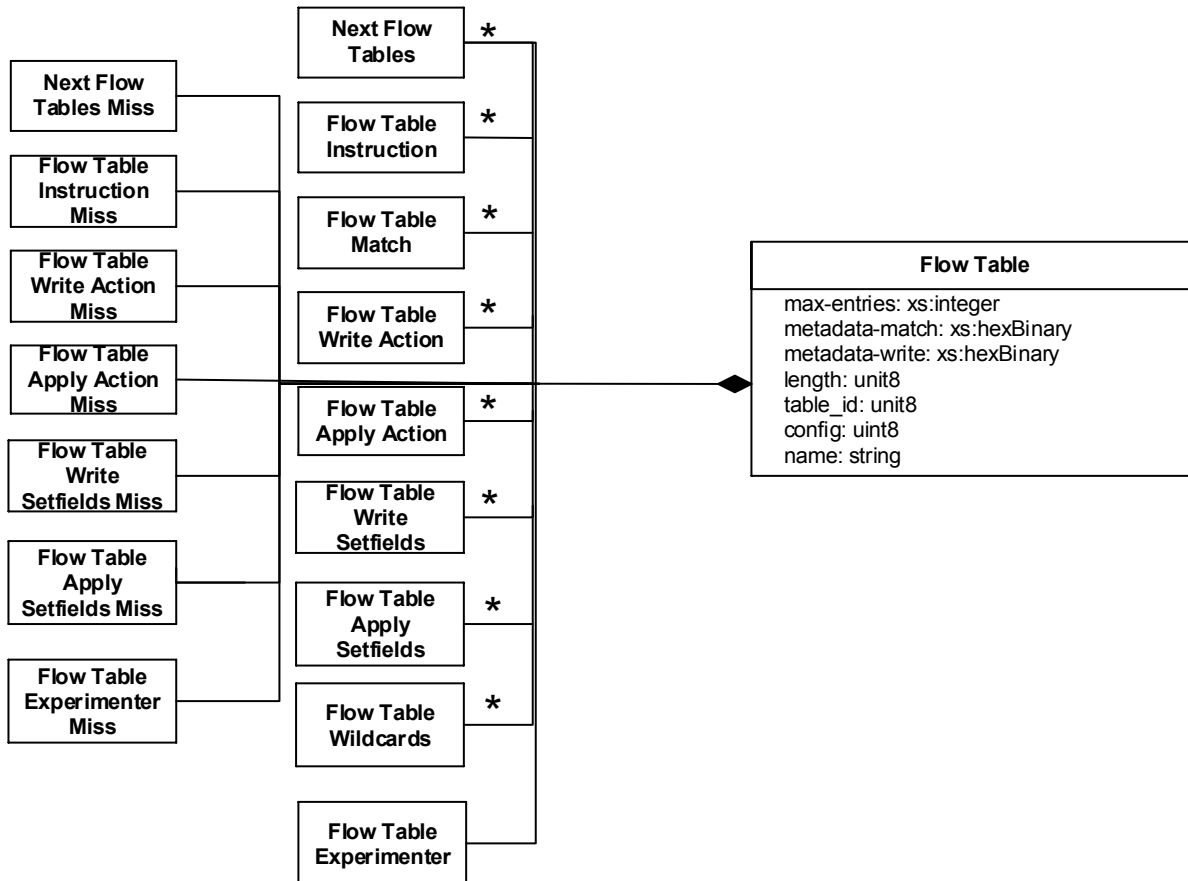 Next Flow
Tables Miss
Flow Table
Instruction
Miss
Flow Table
Write Action
Miss
Flow Table
Apply Action
Miss
Flow Table
Write
Setfields Miss
Flow Table
Apply
Setfields Miss
Flow Table
Experimenter
Miss
Next Flow
Tables
*
Flow Table
Instruction
*
Flow Table
Match
*
Flow Table
Write Action
*
Flow Table
Apply Action
*
Flow Table
Write
Setfields
*
Flow Table
Apply
Setfields
*
Flow Table
Wildcards
*
Flow Table
Experimenter
Flow Table
max-entries: xs:integer
metadata-match: xs:hexBinary
metadata-write: xs:hexBinary
length: unit8
table_id: unit8
config: uint8
name: string